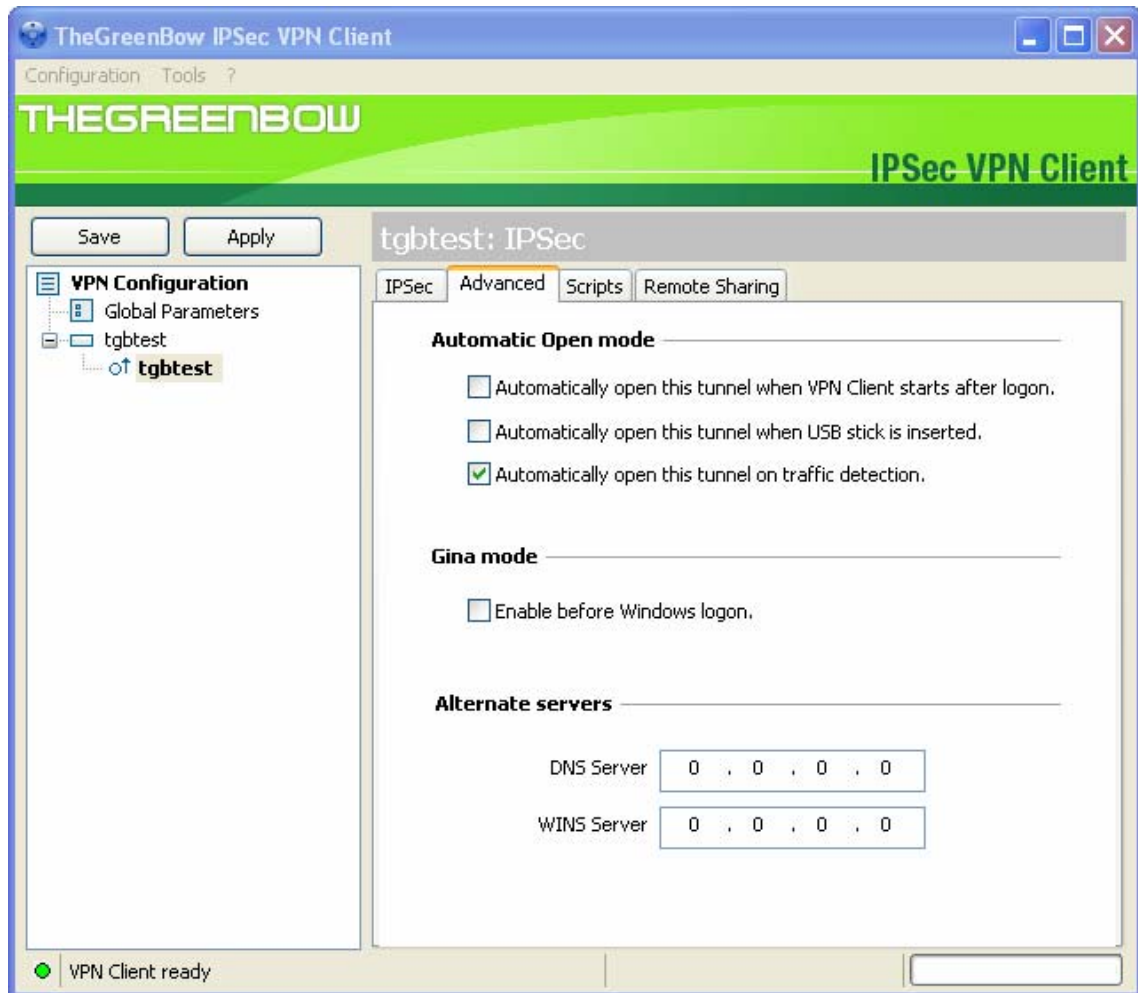 TheGreenBow IPSec VPN Client
Configuration Tools ?
THEGREENBOW
IPSec VPN Client
Save Apply
tgbtest: IPSec
VPN Configuration
Global Parameters
tgbtest
tgbtest
IPSec Advanced Scripts Remote Sharing
Automatic Open mode
Automatically open this tunnel when VPN Client starts after logon.
Automatically open this tunnel when USB stick is inserted.
Automatically open this tunnel on traffic detection.
Gina mode
Enable before Windows logon.
Alternate servers
DNS Server 0 . 0 . 0 . 0
WINS Server 0 . 0 . 0 . 0
VPN Client ready